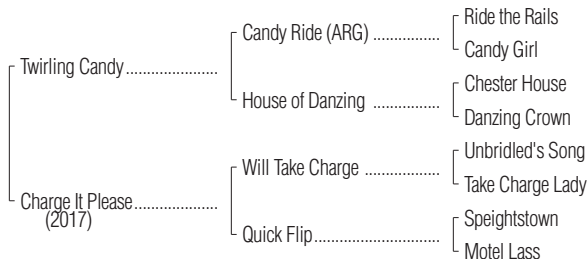 Ride the Rails
Candy Ride (ARG) ................
Candy Girl
Twirling Candy ......................
Chester House
House of Danzing ................
Danzing Crown
Unbridled's Song
Will Take Charge ..................
Take Charge Lady
Charge It Please ....................
(2017)
Speightstown
Quick Flip..............................
Motel Lass